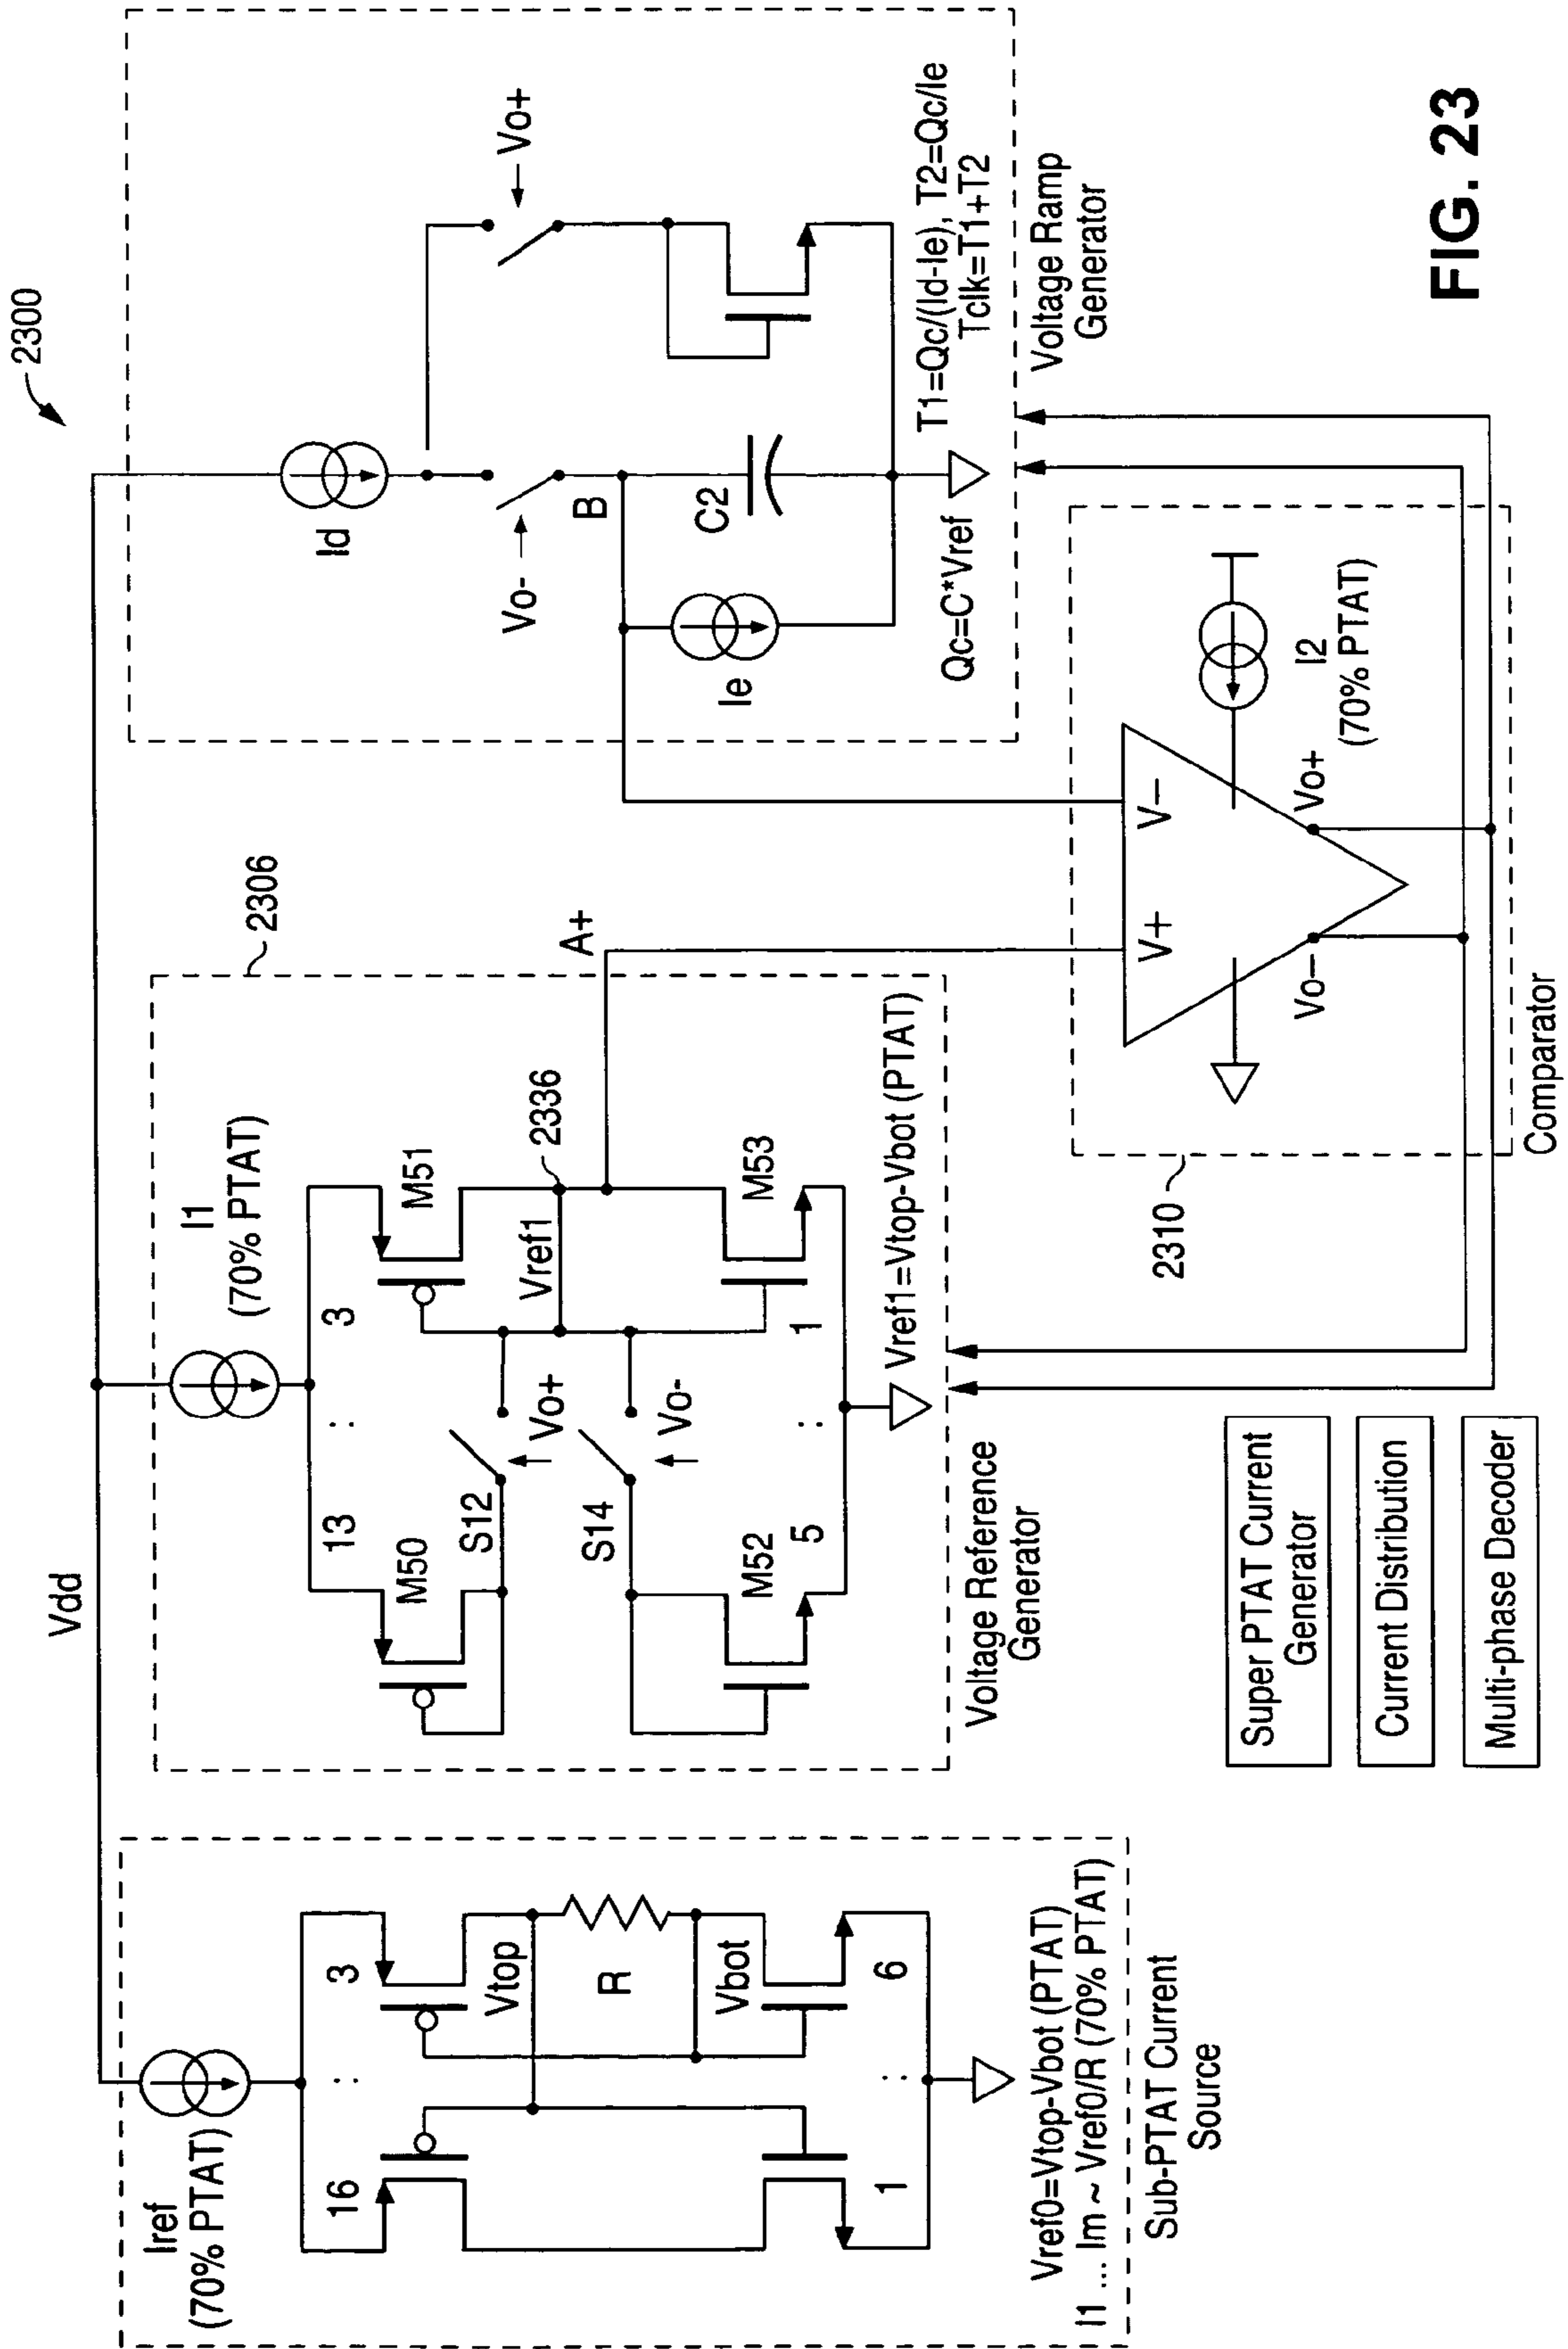 2300
Vdd
Iref
(70% PTAT)
16
3
Vtop
R
Vbot
1
6
Vref0=Vtop-Vbot (PTAT)
I1 ... Im ~ Vref0/R (70% PTAT)
Sub-PTAT Current
Source
I1
(70% PTAT)
2306
13
3
M50
M51
S12
Vo+
Vref1
2336
S14
Vo-
M52
M53
5
1
A+
Vref1=Vtop-Vbot (PTAT)
Voltage Reference
Generator
Id
Vo-
Vo+
B
Ie
C2
Qc=C*Vref
T1=Qc/(Id-Ie), T2=Qc/Ie
Tclk=T1+T2
Voltage Ramp
Generator
V+
V−
I2
(70% PTAT)
Vo−
Vo+
2310
Comparator
Super PTAT Current
Generator
Current Distribution
Multi-phase Decoder
FIG. 23